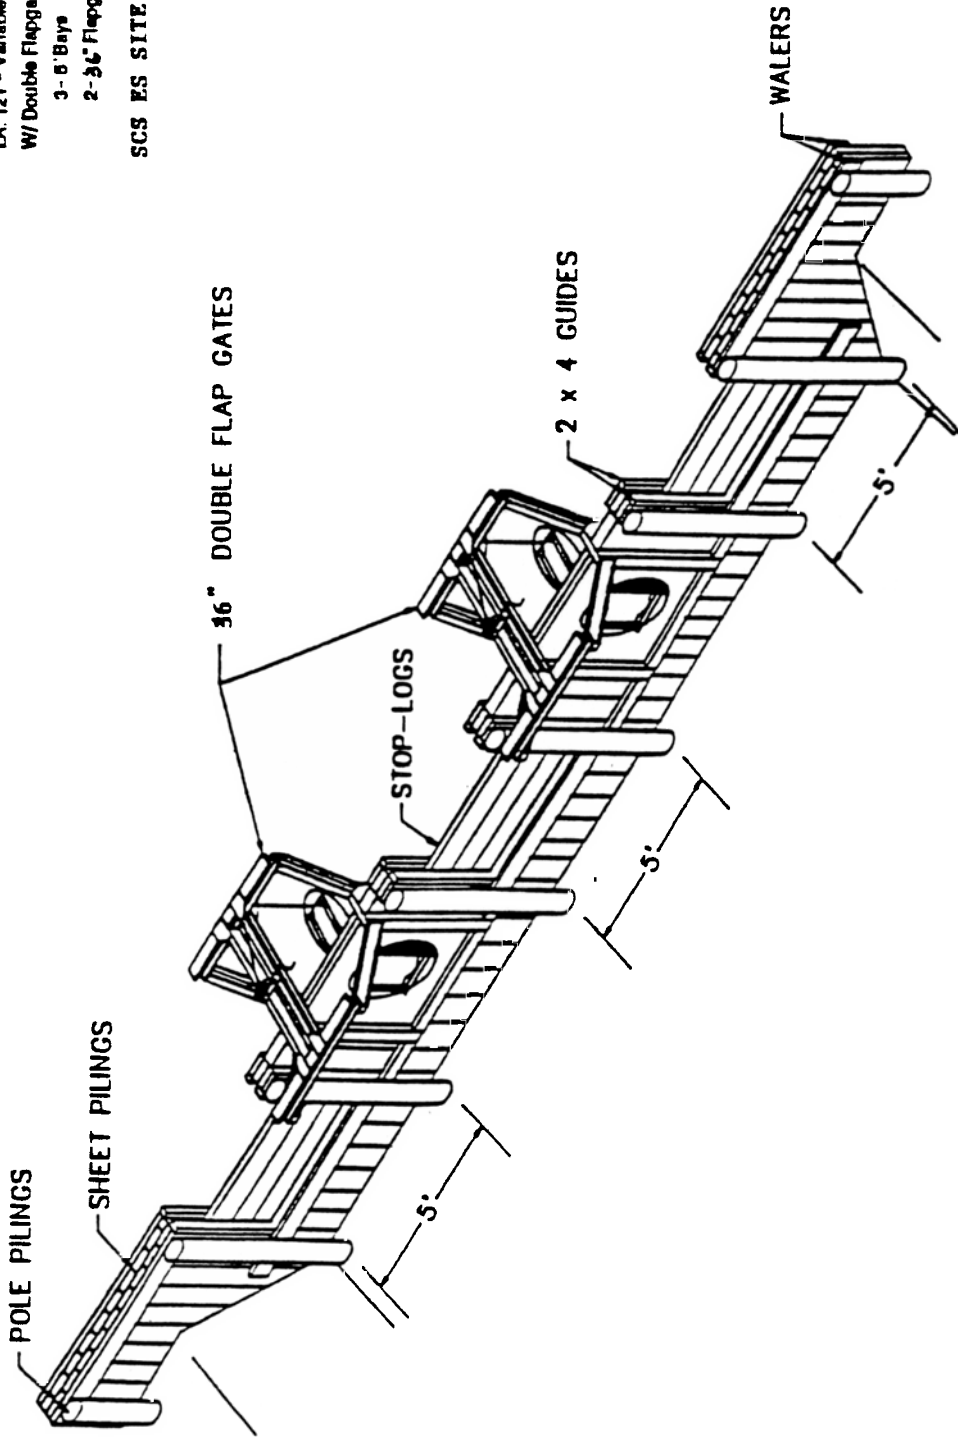 W/ Double Flapga
3-5' Bays
2-36" Flapg
SCS ES SITE
WALERS
2 x 4 GUIDES
36" DOUBLE FLAP GATES
STOP-LOGS
SHEET PILINGS
POLE PILINGS
5'
5'
5'